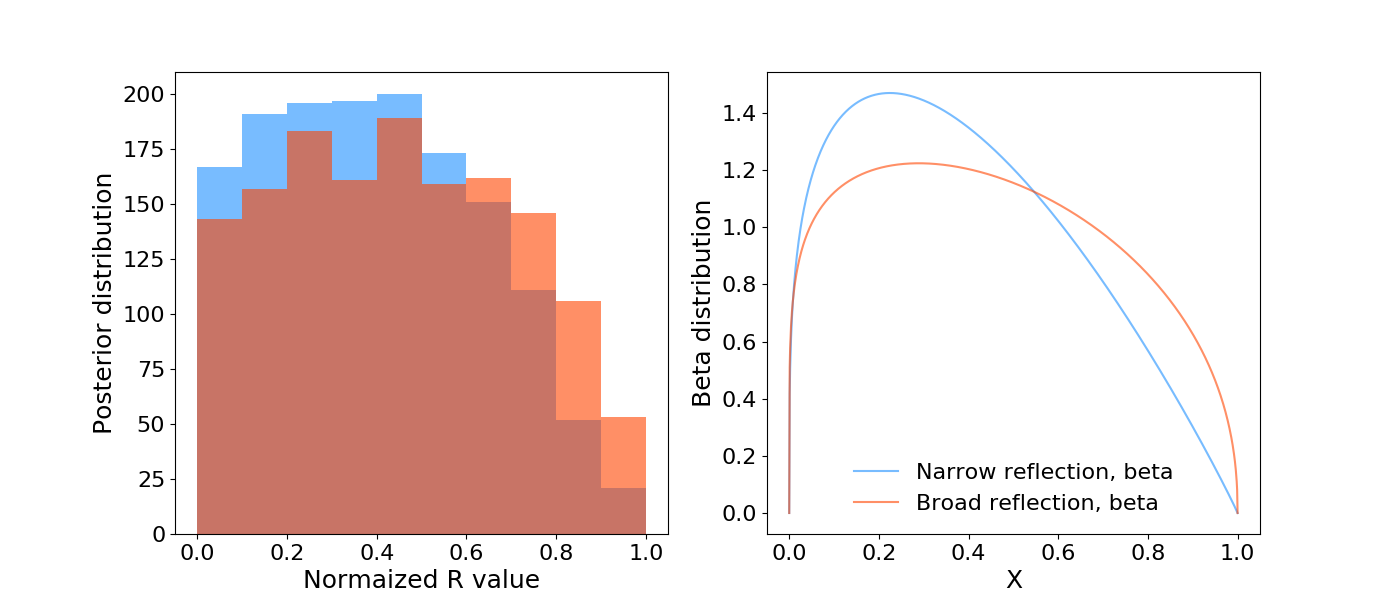 Posterior distribution
200
175
150
125
100
75
50
25
0
0.0 0.2 0.4 0.6 0.8 1.0
Normaized R value
Beta distribution
1.4
1.2
1.0
0.8
0.6
0.4
0.2
0.0
Narrow reflection, beta
Broad reflection, beta
0.0 0.2 0.4 0.6 0.8 1.0
X